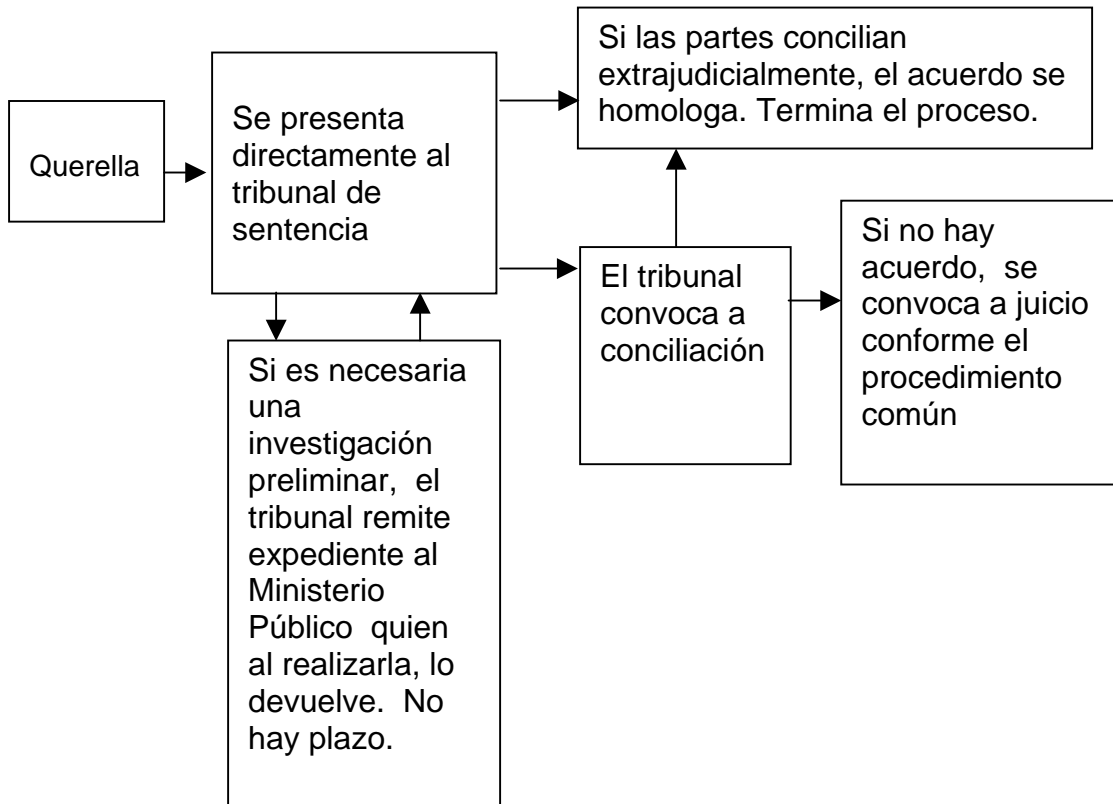 Querella
Se presenta
directamente al
tribunal de
sentencia
Si las partes concilian
extrajudicialmente, el acuerdo se
homologa. Termina el proceso.
El tribunal
convoca a
conciliación
Si no hay
acuerdo,  se
convoca a juicio
conforme el
procedimiento
común
Si es necesaria
una
investigación
preliminar,  el
tribunal remite
expediente al
Ministerio
Público  quien
al realizarla, lo
devuelve.  No
hay plazo.